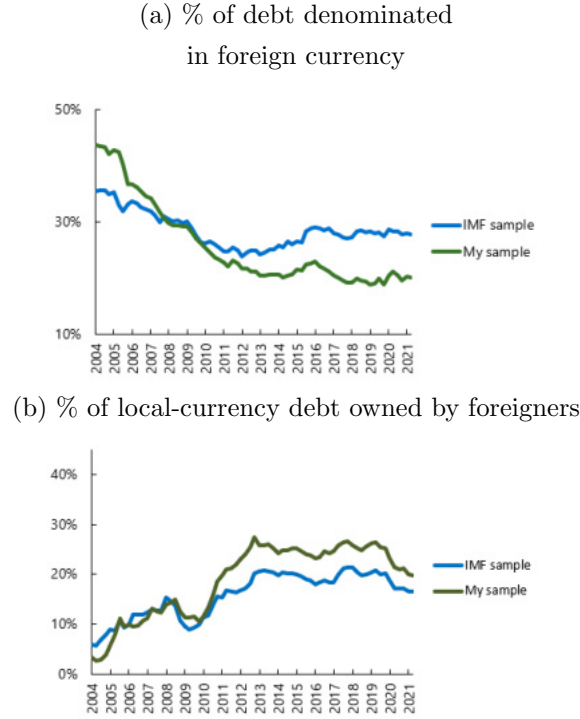 (a) % of debt denominated
in foreign currency
50%
30%
10%
IMF sample
My sample
2004 2005 2006 2007 2008 2009 2010 2011 2012 2013 2014 2015 2016 2017 2018 2019 2020 2021
(b) % of local-currency debt owned by foreigners
40%
30%
20%
10%
0%
IMF sample
My sample
2004 2005 2006 2007 2008 2009 2010 2011 2012 2013 2014 2015 2016 2017 2018 2019 2020 2021